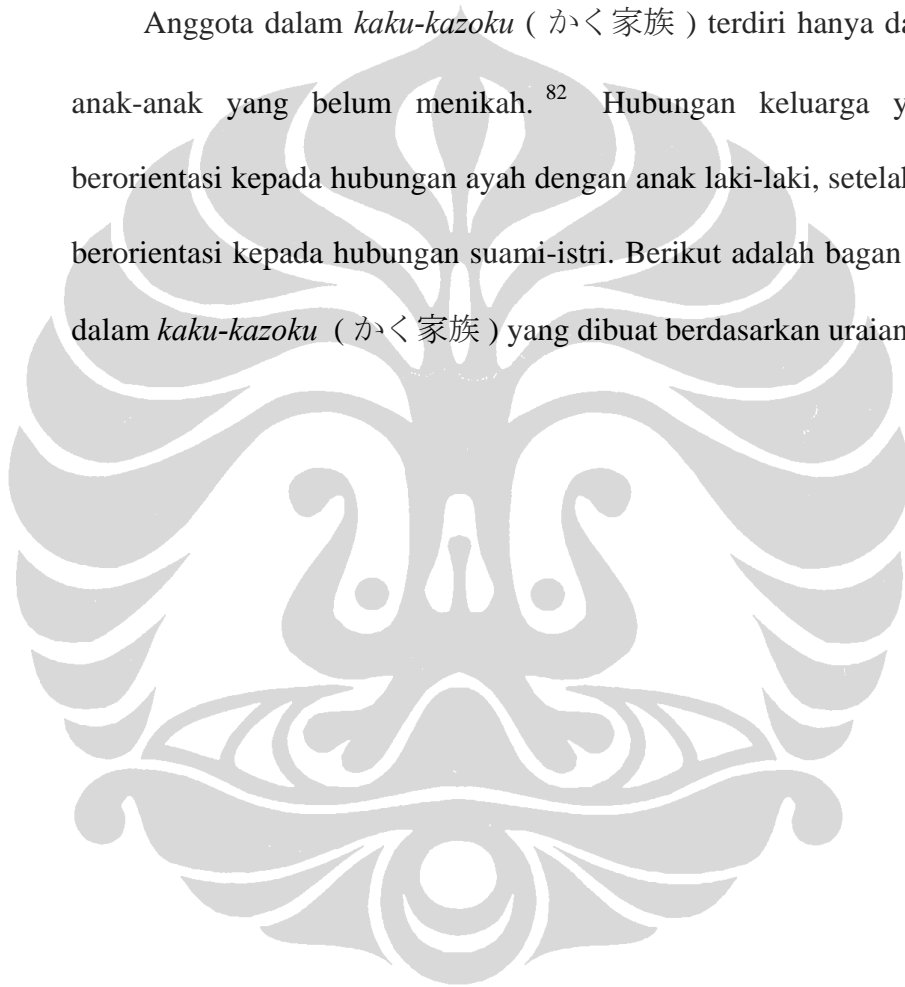 Anggota dalam kaku-kazoku ( かく家族 ) terdiri hanya
anak-anak yang belum menikah. 82 Hubungan keluarga
berorientasi kepada hubungan ayah dengan anak laki-laki,
berorientasi kepada hubungan suami-istri. Berikut adalah bagan
dalam kaku-kazoku ( かく家族 ) yang dibuat berdasarkan uraian